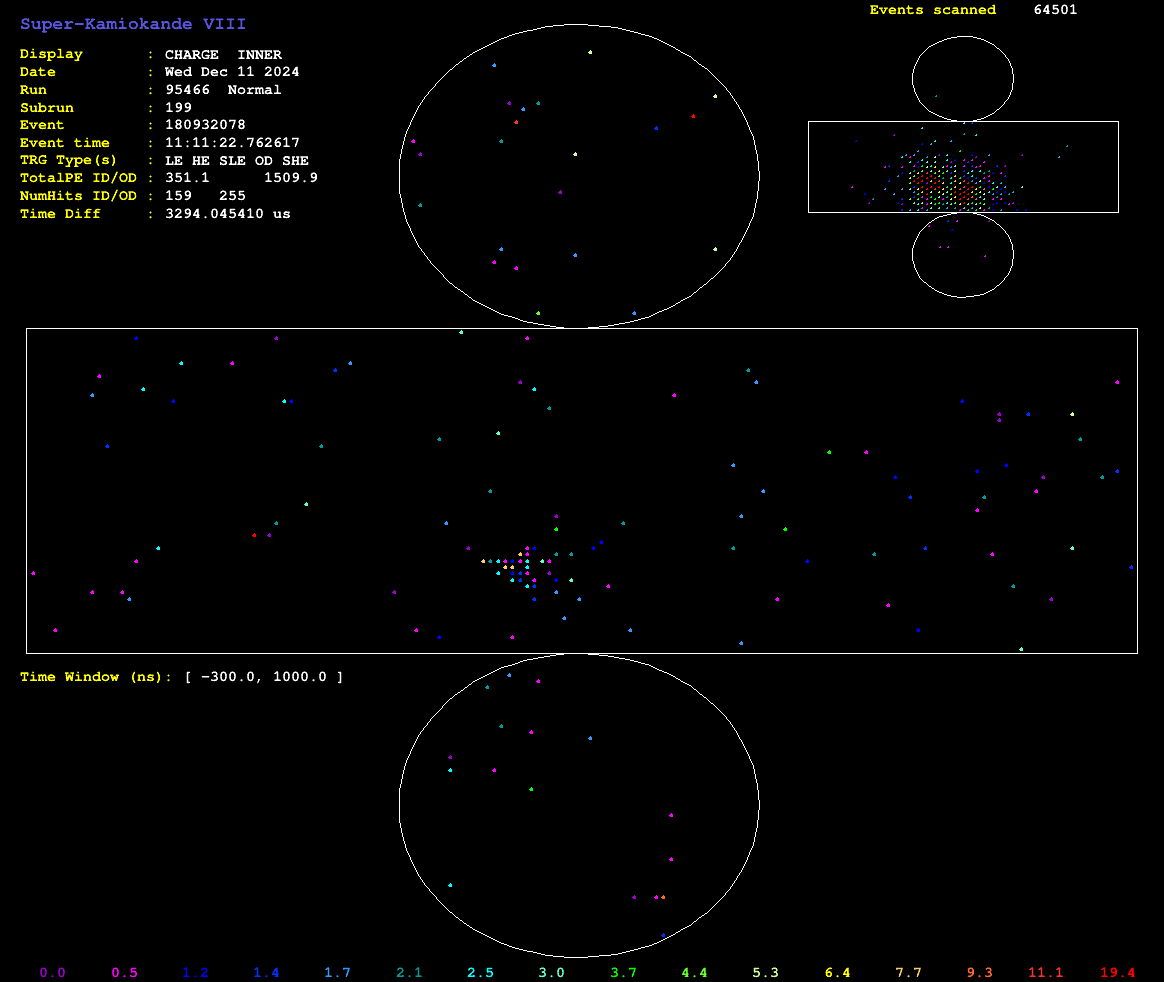 Super-Kamiokande VIII
Events scanned 64501
Display : CHARGE INNER
Date : Wed Dec 11 2024
Run : 95466 Normal
Subrun : 199
Event : 180932078
Event time : 11:11:22.762617
TRG Type(s) : LE HE SLE OD SHE
TotalPE ID/OD : 351.1 1509.9
NumHits ID/OD : 159 255
Time Diff : 3294.045410 us
Time Window (ns): [ -300.0, 1000.0 ]
0.0 0.5 1.2 1.4 1.7 2.1 2.5 3.0 3.7 4.4 5.3 6.4 7.7 9.3 11.1 19.4